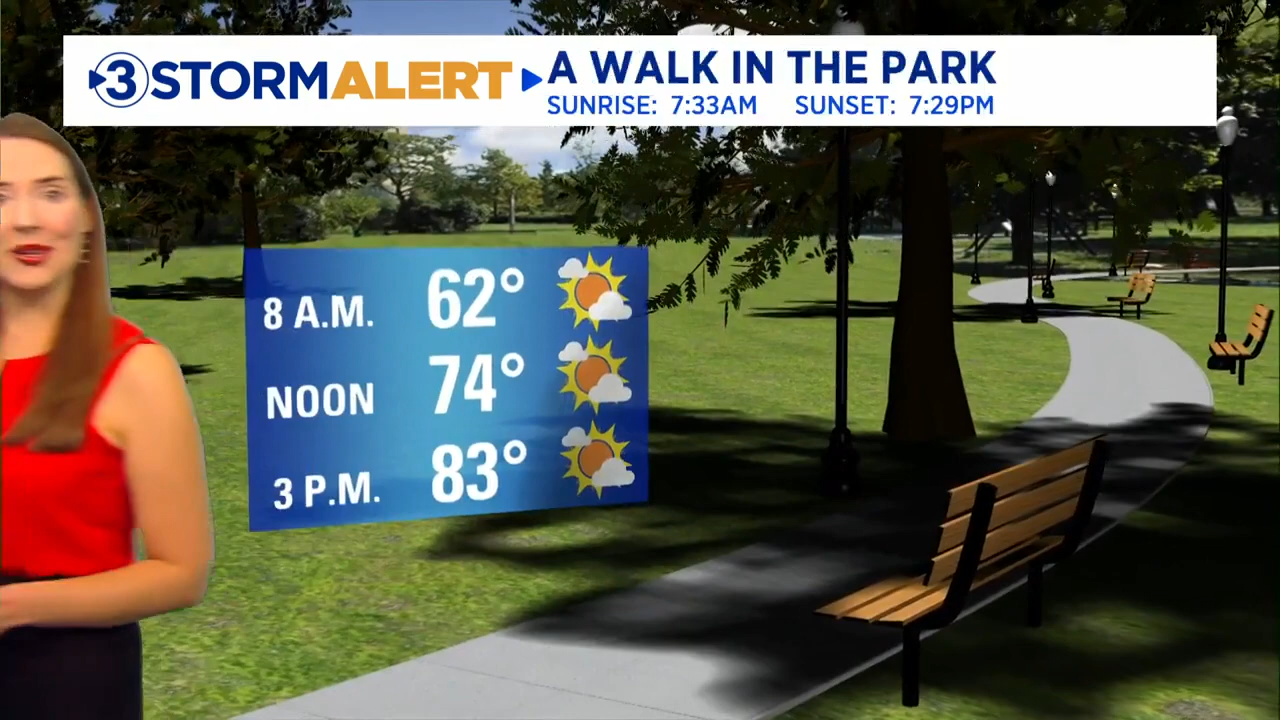 3 STORMALERT
A WALK IN THE PARK
SUNRISE: 7:33AM SUNSET: 7:29PM
8 A.M. 62°
NOON 74°
3 P.M. 83°